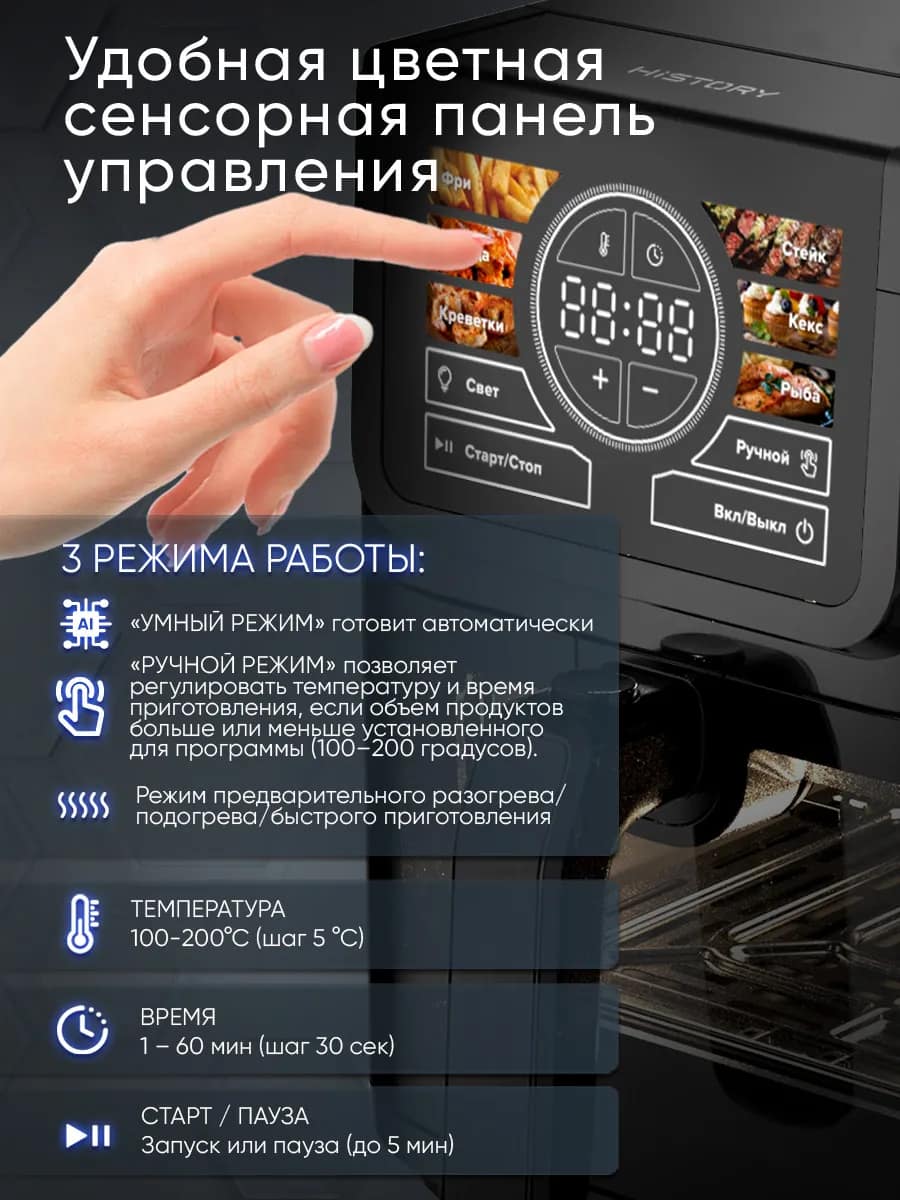 Удобная цветная
сенсорная панель
управления
HiSTORY
Фри
Креветки
Свет
Старт/Стоп
88:88
+
−
Стейк
Кекс
Рыба
Ручной
Вкл/Выкл
3 РЕЖИМА РАБОТЫ:
AI
«УМНЫЙ РЕЖИМ» готовит автоматически
«РУЧНОЙ РЕЖИМ» позволяет
регулировать температуру и время
приготовления, если объем продуктов
больше или меньше установленного
для программы (100–200 градусов).
Режим предварительного разогрева/
подогрева/быстрого приготовления
ТЕМПЕРАТУРА
100-200°С (шаг 5 °С)
ВРЕМЯ
1 – 60 мин (шаг 30 сек)
СТАРТ / ПАУЗА
Запуск или пауза (до 5 мин)